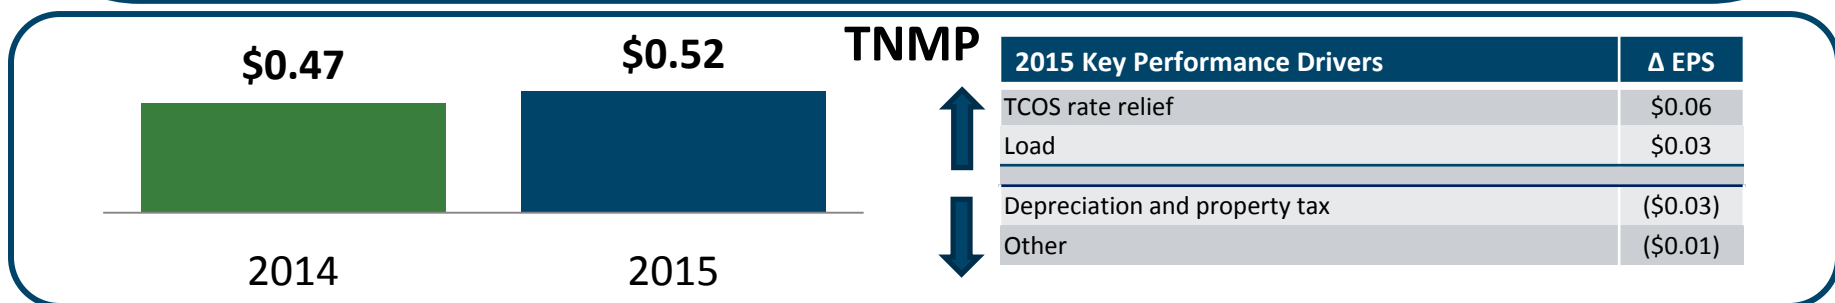 TNMP
$0.47 $0.52
2014 2015
2015 Key Performance Drivers Δ EPS
TCOS rate relief $0.06
Load $0.03
Depreciation and property tax ($0.03)
Other ($0.01)